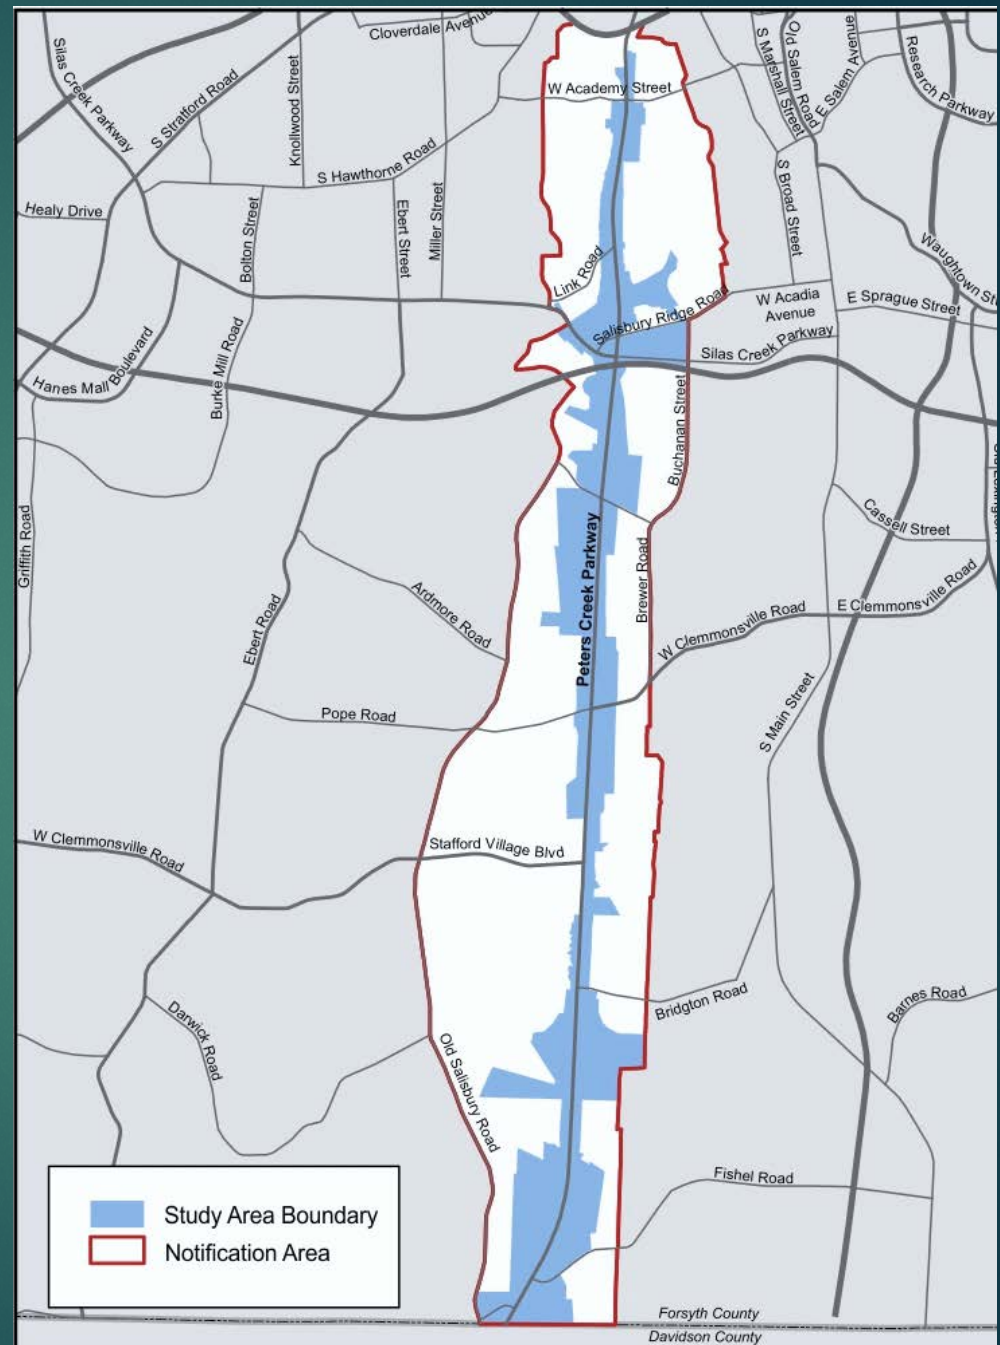 Cloverdale Avenue
Silas Creek Parkway
S Stratford Road
Knollwood Street
W Academy Street
S Marshall Street
Old Salem Road
E Salem Avenue
Research Parkway
S Hawthorne Road
Healy Drive
Bolton Street
Ebert Street
Miller Street
S Broad Street
Waughtown St
Link Road
W Acadia
Avenue
E Sprague Street
Salisbury Ridge Road
Silas Creek Parkway
Hanes Mall Boulevard
Burke Mill Road
Buchanan Street
Griffith Road
Cassell Street
Peters Creek Parkway
Brewer Road
Ardmore Road
Ebert Road
W Clemmonsville Road
E Clemmonsville Road
Pope Road
S Main Street
W Clemmonsville Road
Stafford Village Blvd
Bridgton Road
Barnes Road
Darwick Road
Old Salisbury Road
Fishel Road
Study Area Boundary
Notification Area
Forsyth County
Davidson County